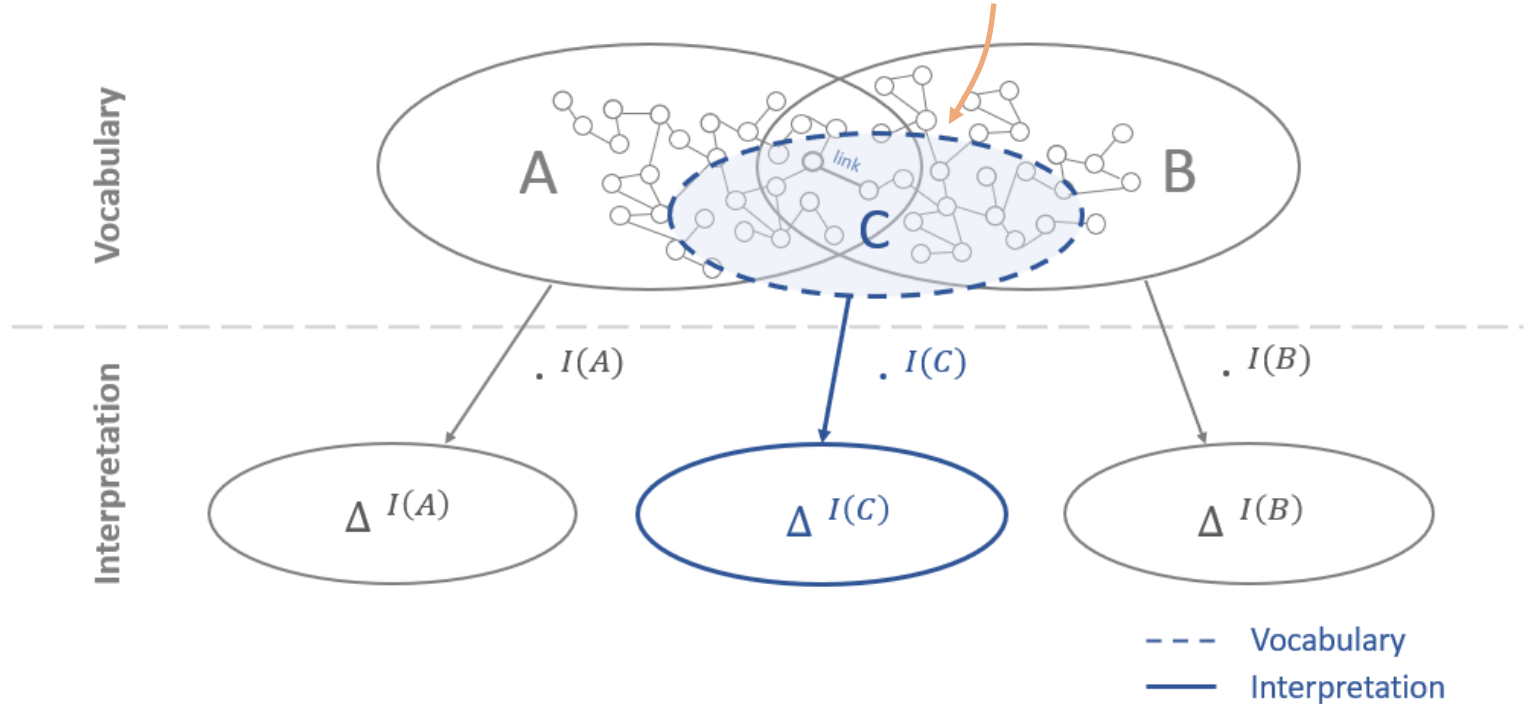 Vocabulary
A
link
C
B
Interpretation
. I(A)
. I(C)
. I(B)
Δ I(A)
Δ I(C)
Δ I(B)
Vocabulary
Interpretation